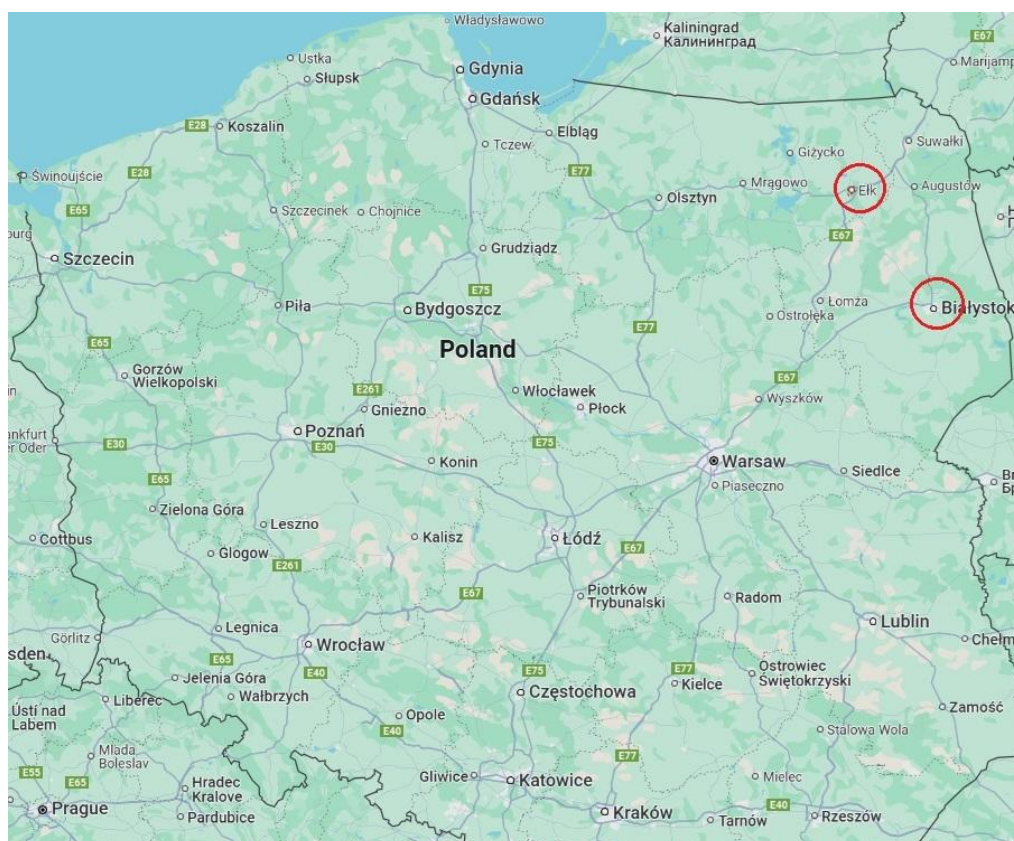 Władysławowo
Kaliningrad
Калининград
E67
Marijamp
Ustka
Słupsk
Gdynia
Gdańsk
E28
Koszalin
Elbląg
Tczew
Suwałki
Giżycko
E77
Mrągowo
Ełk
Augustów
Świnoujście
E28
E65
Szczecinek
Chojnice
Olsztyn
E67
Szczecin
Grudziądz
E75
Piła
Bydgoszcz
Łomża
Ostrołęka
Białystok
E77
E65
Poland
Gorzów
Wielkopolski
E261
Gniezno
Włocławek
Płock
E67
Wyszków
Poznań
E30
E30
E75
Konin
Warsaw
Siedlce
Piaseczno
E65
Zielona Góra
Leszno
Kalisz
Łódź
E67
Cottbus
Glogow
E261
E67
Piotrków
Trybunalski
Radom
Lublin
Görlitz
Legnica
Wrocław
Chełm
E65
E40
E75
E77
Ostrowiec
Świętokrzyski
Kielce
Jelenia Góra
Wałbrzych
Częstochowa
Liberec
Zamość
Ústí nad
Labem
Opole
E40
Stalowa Wola
Mlada
Boleslav
E77
E55
E65
Hradec
Kralove
Gliwice
Katowice
Mielec
Prague
Pardubice
Kraków
Tarnów
E40
Rzeszów